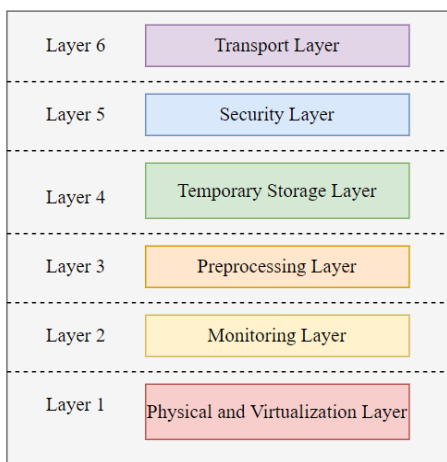 Layer 6 Transport Layer
Layer 5 Security Layer
Layer 4 Temporary Storage Layer
Layer 3 Preprocessing Layer
Layer 2 Monitoring Layer
Layer 1 Physical and Virtualization Layer